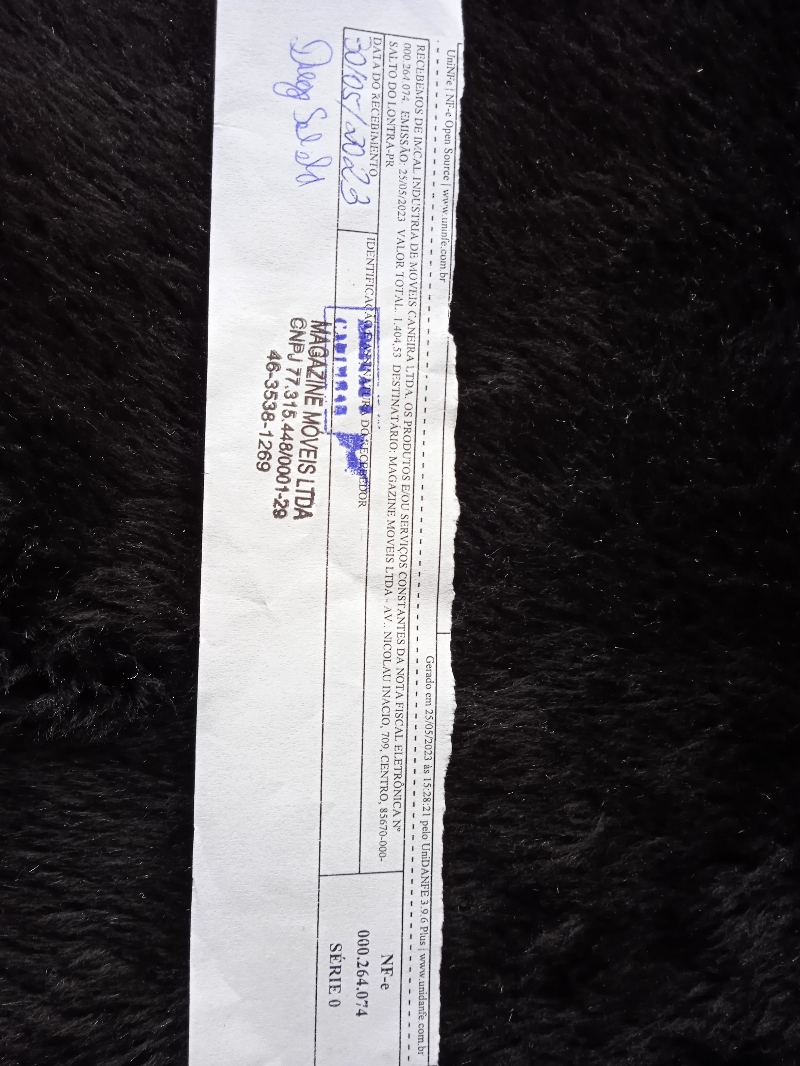 UniNFe | NF-e Open Source | www.uninfe.com.br
Gerado em 25/05/2023 às 15:28:21 pelo UniDANFE 3.9.6 Plus | www.unidanfe.com.br
RECEBEMOS DE IMCAL INDUSTRIA DE MOVEIS CANEIRA LTDA. OS PRODUTOS E/OU SERVIÇOS CONSTANTES DA NOTA FISCAL ELETRÔNICA Nº
000.264.074. EMISSÃO: 25/05/2023 VALOR TOTAL: 1.404,53 DESTINATÁRIO: MAGAZINE MOVEIS LTDA - AV.. NICOLAU INACIO, 709, CENTRO, 85670-000-
SALTO DO LONTRA-PR
DATA DO RECEBIMENTO
30/05/2023
IDENTIFICAÇÃO E ASSINATURA DO RECEBEDOR
NF-e
000.264.074
SÉRIE 0
MAGAZINE MÓVEIS LTDA
CNPJ 77.315.448/0001-29
46-3538-1269